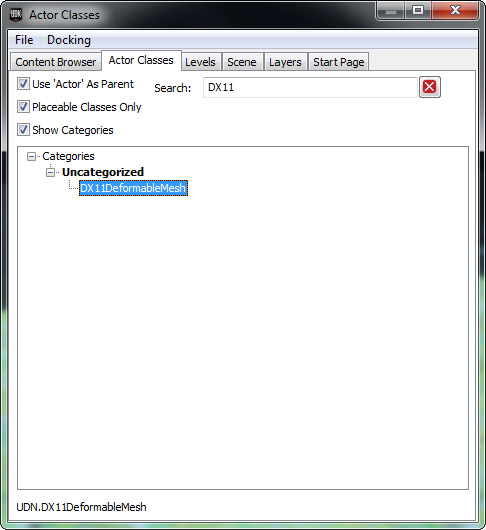 UDK Actor Classes
File Docking
Content Browser Actor Classes Levels Scene Layers Start Page
Use 'Actor' As Parent Search: DX11
Placeable Classes Only
Show Categories
Categories
Uncategorized
DX11DeformableMesh
UDN.DX11DeformableMesh